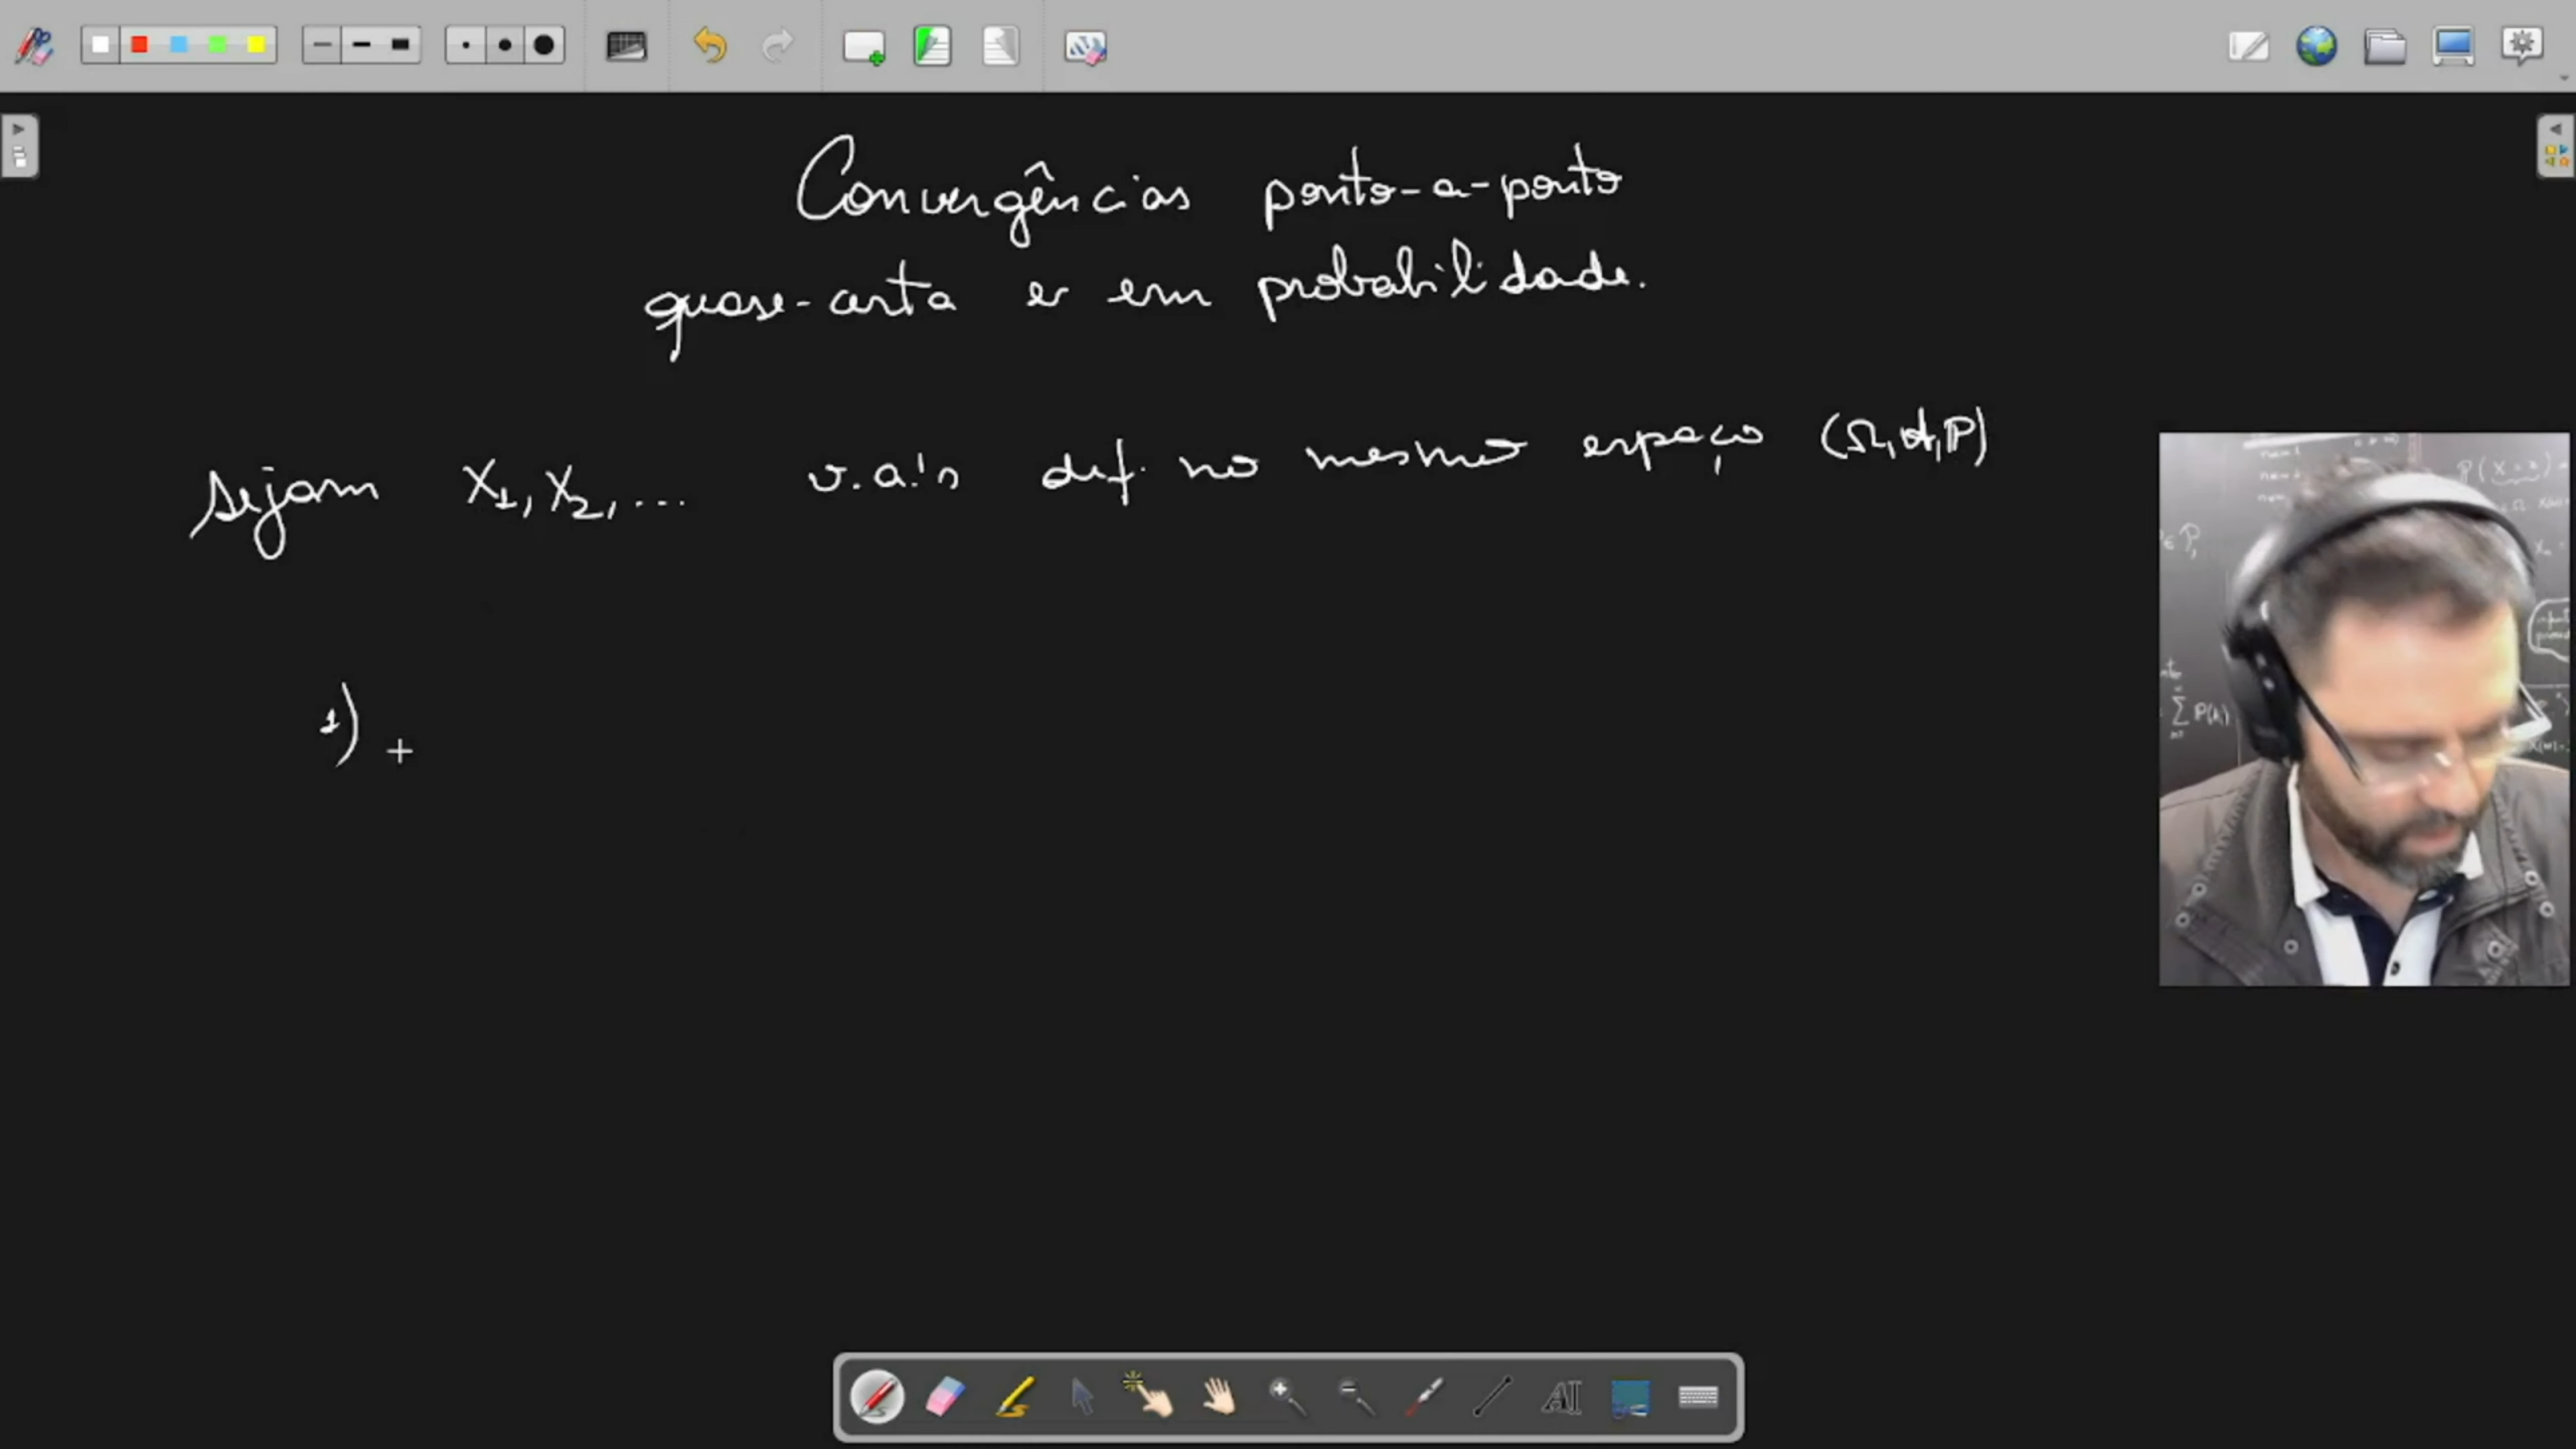 Convergências ponto-a-ponto
quase-certa e em probabilidade.
Sejam X₁, X₂, ... v.a.'s def. no mesmo espaço (Ω, A, P)
1)
P(X = x)
∑ P(A)